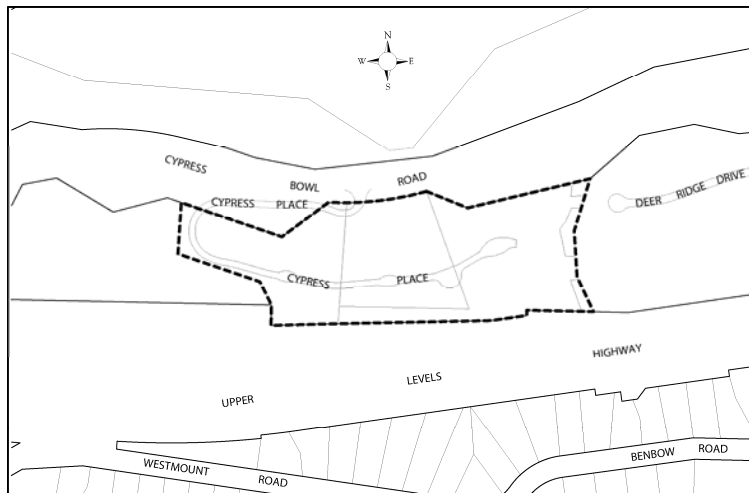 N
W E
S
CYPRESS BOWL ROAD
CYPRESS PLACE
DEER RIDGE DRIVE
CYPRESS PLACE
UPPER LEVELS HIGHWAY
WESTMOUNT ROAD
BENBOW ROAD